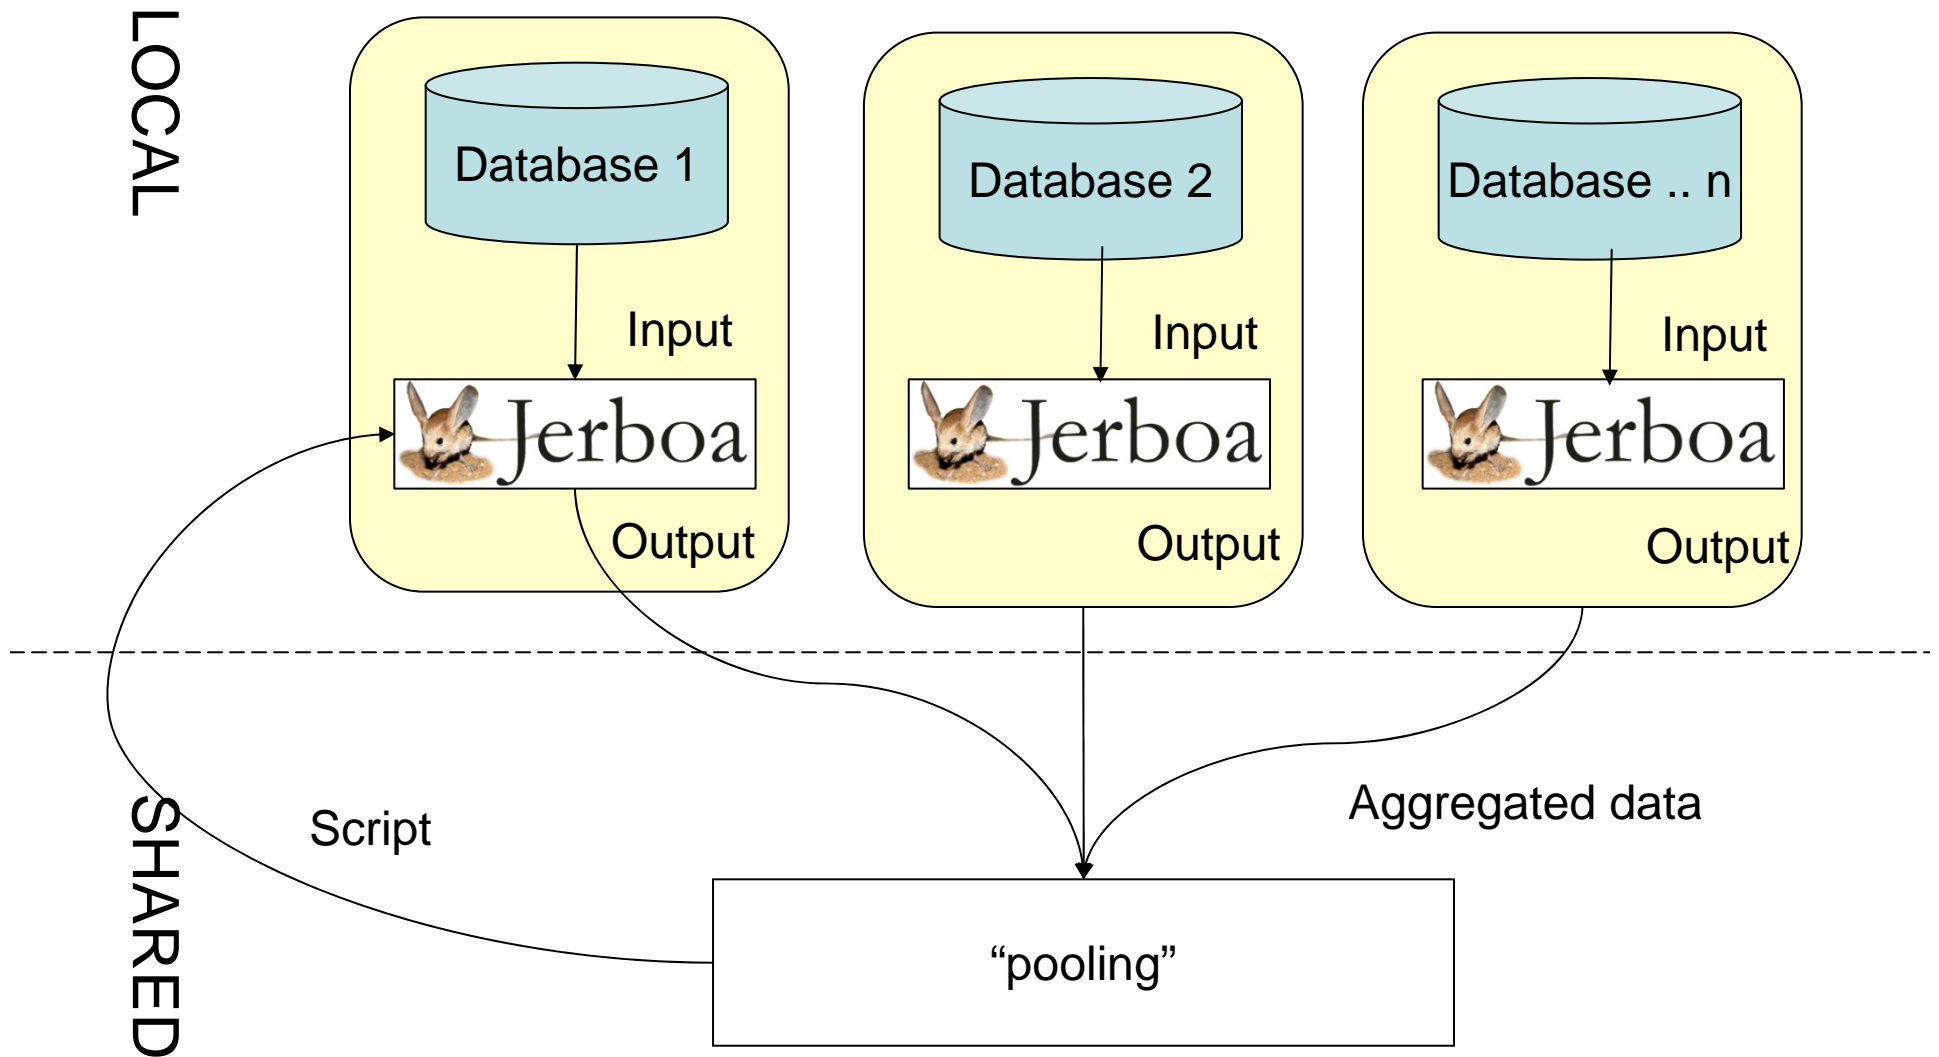 LOCAL
Database 1
Database 2
Database .. n
Input
Input
Input
Jerboa
Jerboa
Jerboa
Output
Output
Output
SHARED
Script
Aggregated data
“pooling”